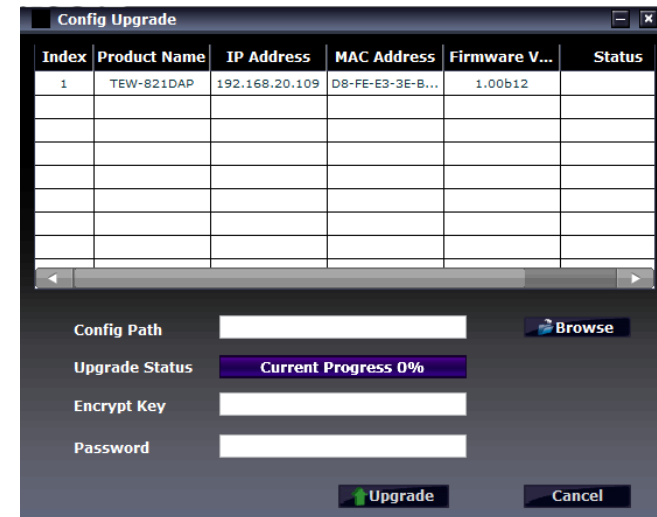 Config Upgrade
Index Product Name IP Address MAC Address Firmware V... Status
1 TEW-821DAP 192.168.20.109 D8-FE-E3-3E-B... 1.00b12
Config Path Browse
Upgrade Status Current Progress 0%
Encrypt Key
Password
Upgrade Cancel